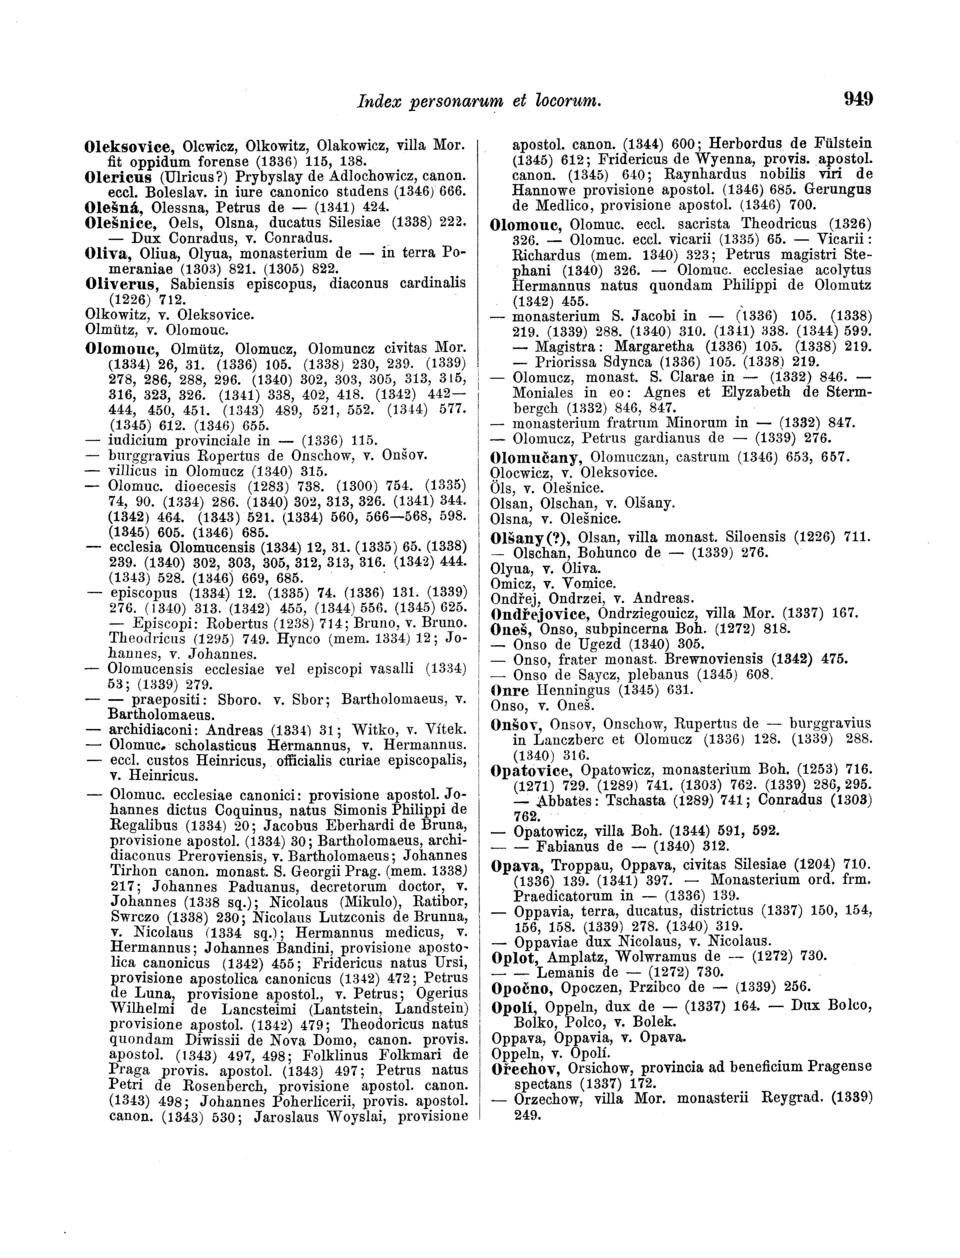 Index personarum et locorum.
949
Oleksovice, Olcwicz, Olkowitz, Olakowicz, villa Mor.
fit oppidum forense (1336) 115, 138.
Olericus (Ulricus?) Prybyslay de Adlochowicz, canon.
eccl. Boleslav. in iure canonico studens (1346) 666.
Olešná, Olessna, Petrus de — (1341) 424.
Olešnice, Oels, Olsna, ducatus Silesiae (1338) 222.
— Dux Conradus, v. Conradus.
Oliva, Oliua, Olyua, monasterium de — in terra Po-
meraniae (1303) 821. (1305) 822.
Oliverus, Sabiensis episcopus, diaconus cardinalis
(1226) 712.
Olkowitz, v. Oleksovice.
Olmütz, v. Olomouc.
Olomouc, Olmütz, Olomucz, Olomuncz civitas Mor.
(1334) 26, 31. (1336) 105. (1338) 230, 239. (1339)
278, 286, 288, 296. (1340) 302, 303, 305, 313, 315,
316, 323, 326. (1341) 338, 402, 418. (1342) 442—
444, 450, 451. (1343) 489, 521, 552. (1344) 577.
(1345) 612. (1346) 655.
— iudicium provinciale in — (1336) 115.
— burggravius Ropertus de Onschow, v. Onšov.
— villicus in Olomucz (1340) 315.
— Olomuc. dioecesis (1283) 738. (1300) 754. (1335)
74, 90. (1334) 286. (1340) 302, 313, 326. (1341) 344.
(1342) 464. (1343) 521. (1334) 560, 566—568, 598.
(1345) 605. (1346) 685.
— ecclesia Olomucensis (1334) 12, 31. (1335) 65. (1338)
239. (1340) 302, 303, 305, 312, 313, 316. (1342) 444.
(1343) 528. (1346) 669, 685.
— episcopus (1334) 12. (1335) 74. (1336) 131. (1339)
276. (1340) 313. (1342) 455, (1344) 556. (1345) 625.
— Episcopi: Robertus (1238) 714; Bruno, v. Bruno.
Theodricus (1295) 749. Hynco (mem. 1334) 12; Jo-
hannes, v. Johannes.
— Olomucensis ecclesiae vel episcopi vasalli (1334)
53; (1339) 279.
— — praepositi: Sboro. v. Sbor; Bartholomaeus, v.
Bartholomaeus.
— archidiaconi: Andreas (1334) 31; Witko, v. Vítek.
— Olomuc. scholasticus Hermannus, v. Hermannus.
— eccl. custos Heinricus, officialis curiae episcopalis,
v. Heinricus.
— Olomuc. ecclesiae canonici: provisione apostol. Jo-
hannes dictus Coquinus, natus Simonis Philippi de
Regalibus (1334) 20; Jacobus Eberhardi de Bruna,
provisione apostol. (1334) 30; Bartholomaeus, archi-
diaconus Preroviensis, v. Bartholomaeus; Johannes
Tirhon canon. monast. S. Georgii Prag. (mem. 1338)
217; Johannes Paduanus, decretorum doctor, v.
Johannes (1338 sq.); Nicolaus (Mikulo), Ratibor,
Swrczo (1338) 230; Nicolaus Lutzconis de Brunna,
v. Nicolaus (1334 sq.); Hermannus medicus, v.
Hermannus; Johannes Bandini, provisione aposto-
lica canonicus (1342) 455; Fridericus natus Ursi,
provisione apostolica canonicus (1342) 472; Petrus
de Luna, provisione apostol., v. Petrus; Ogerius
Wilhelmi de Lancsteimi (Lantstein, Landstein)
provisione apostol. (1342) 479; Theodoricus natus
quondam Diwissii de Nova Domo, canon. provis.
apostol. (1343) 497, 498; Folklinus Folkmari de
Praga provis. apostol. (1343) 497; Petrus natus
Petri de Rosenberch, provisione apostol. canon.
(1343) 498; Johannes Poherlicerii, provis. apostol.
canon. (1343) 530; Jaroslaus Woyslai, provisione
apostol. canon. (1344) 600; Herbordus de Fülstein
(1345) 612; Fridericus de Wyenna, provis. apostol.
canon. (1345) 640; Raynhardus nobilis viri de
Hannowe provisione apostol. (1346) 685. Gerungus
de Medlico, provisione apostol. (1346) 700.
Olomouc, Olomuc. eccl. sacrista Theodricus (1326)
326. — Olomuc. eccl. vicarii (1335) 65. — Vicarii:
Richardus (mem. 1340) 323; Petrus magistri Ste-
phani (1340) 326. — Olomuc. ecclesiae acolytus
Hermannus natus quondam Philippi de Olomutz
(1342) 455.
— monasterium S. Jacobi in — (1336) 105. (1338)
219. (1339) 288. (1340) 310. (1341) 338. (1344) 599.
— Magistra: Margaretha (1336) 105. (1338) 219.
— Priorissa Sdynca (1336) 105. (1338) 219.
— Olomucz, monast. S. Clarae in — (1332) 846. —
Moniales in eo: Agnes et Elyzabeth de Sterm-
bergch (1332) 846, 847.
— monasterium fratrum Minorum in — (1332) 847.
— Olomucz, Petrus gardianus de — (1339) 276.
Olomučany, Olomuczan, castrum (1346) 653, 657.
Olocwicz, v. Oleksovice.
Öls, v. Olešnice.
Olsan, Olschan, v. Olšany.
Olsna, v. Olešnice.
Olšany(?), Olsan, villa monast. Siloensis (1226) 711.
— Olschan, Bohunco de — (1339) 276.
Olyua, v. Oliva.
Omicz, v. Vomice.
Ondřej, Ondrzei, v. Andreas.
Ondřejovice, Ondrziegouicz, villa Mor. (1337) 167.
Oneš, Onso, subpincerna Boh. (1272) 818.
— Onso de Ugezd (1340) 305.
— Onso, frater monast. Brewnoviensis (1342) 475.
— Onso de Saycz, plebanus (1345) 608.
Onre Henningus (1345) 631.
Onso, v. Oneš.
Onšov, Onsov, Onschow, Rupertus de — burggravius
in Lanczberc et Olomucz (1336) 128. (1339) 288.
(1340) 316.
Opatovice, Opatowicz, monasterium Boh. (1253) 716.
(1271) 729. (1289) 741. (1303) 762. (1339) 286, 295.
— Abbates: Tschasta (1289) 741; Conradus (1303)
762.
— Opatowicz, villa Boh. (1344) 591, 592.
— — Fabianus de — (1340) 312.
Opava, Troppau, Oppava, civitas Silesiae (1204) 710.
(1336) 139. (1341) 397. — Monasterium ord. frm.
Praedicatorum in — (1336) 139.
— Oppavia, terra, ducatus, districtus (1337) 150, 154,
156, 158. (1339) 278. (1340) 319.
— Oppaviae dux Nicolaus, v. Nicolaus.
Oplot, Amplatz, Wolwramus de — (1272) 730.
— — Lemanis de — (1272) 730.
Opočno, Opoczen, Przibco de — (1339) 256.
Opolí, Oppeln, dux de — (1337) 164. — Dux Bolco,
Bolko, Polco, v. Bolek.
Oppava, Oppavia, v. Opava.
Oppeln, v. Opolí.
Ořechov, Orsichow, provincia ad beneficium Pragense
spectans (1337) 172.
— Orzechow, villa Mor. monasterii Reygrad. (1339)
249.